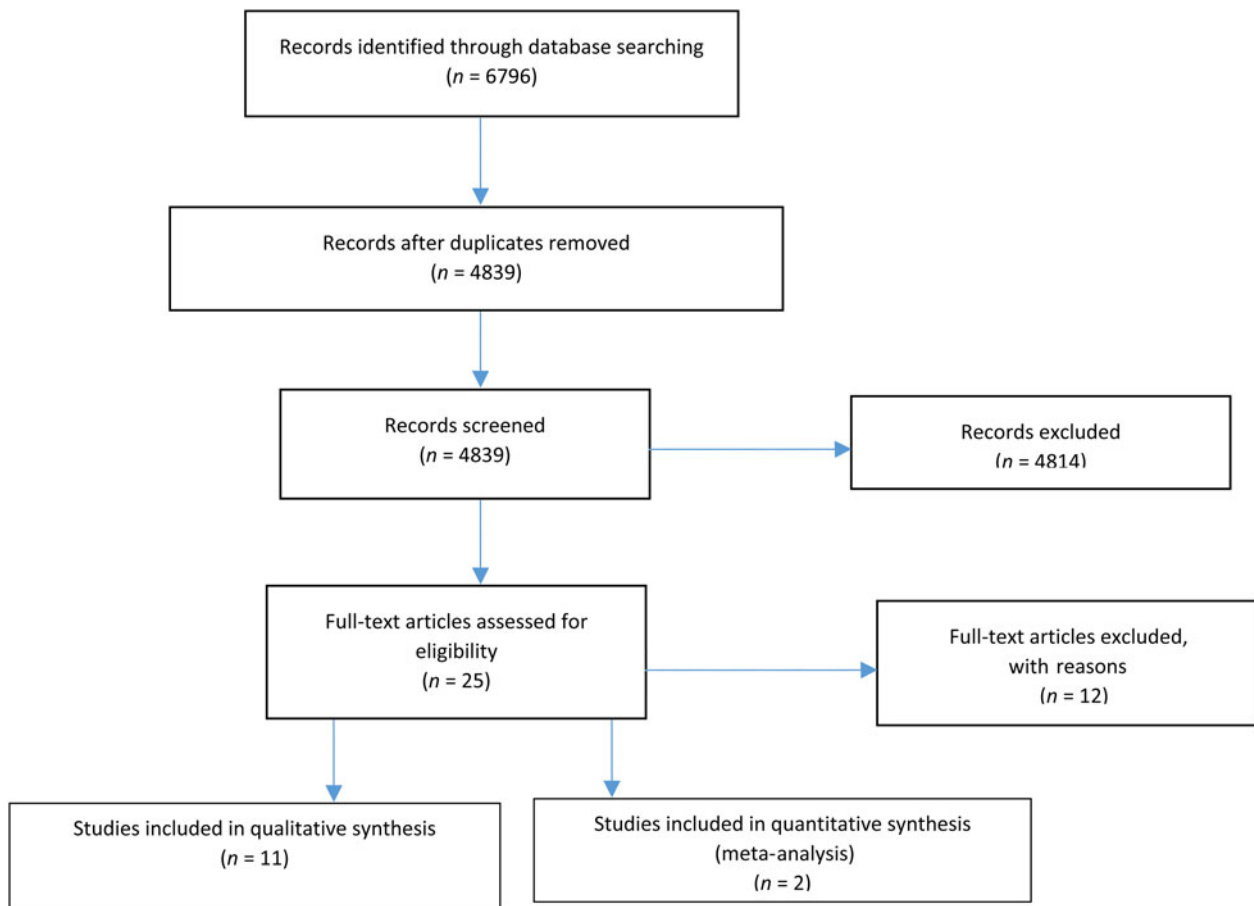 Records identified through database searching
(n = 6796)
Records after duplicates removed
(n = 4839)
Records screened
(n = 4839)
Records excluded
(n = 4814)
Full-text articles assessed for
eligibility
(n = 25)
Full-text articles excluded,
with reasons
(n = 12)
Studies included in qualitative synthesis
(n = 11)
Studies included in quantitative synthesis
(meta-analysis)
(n = 2)